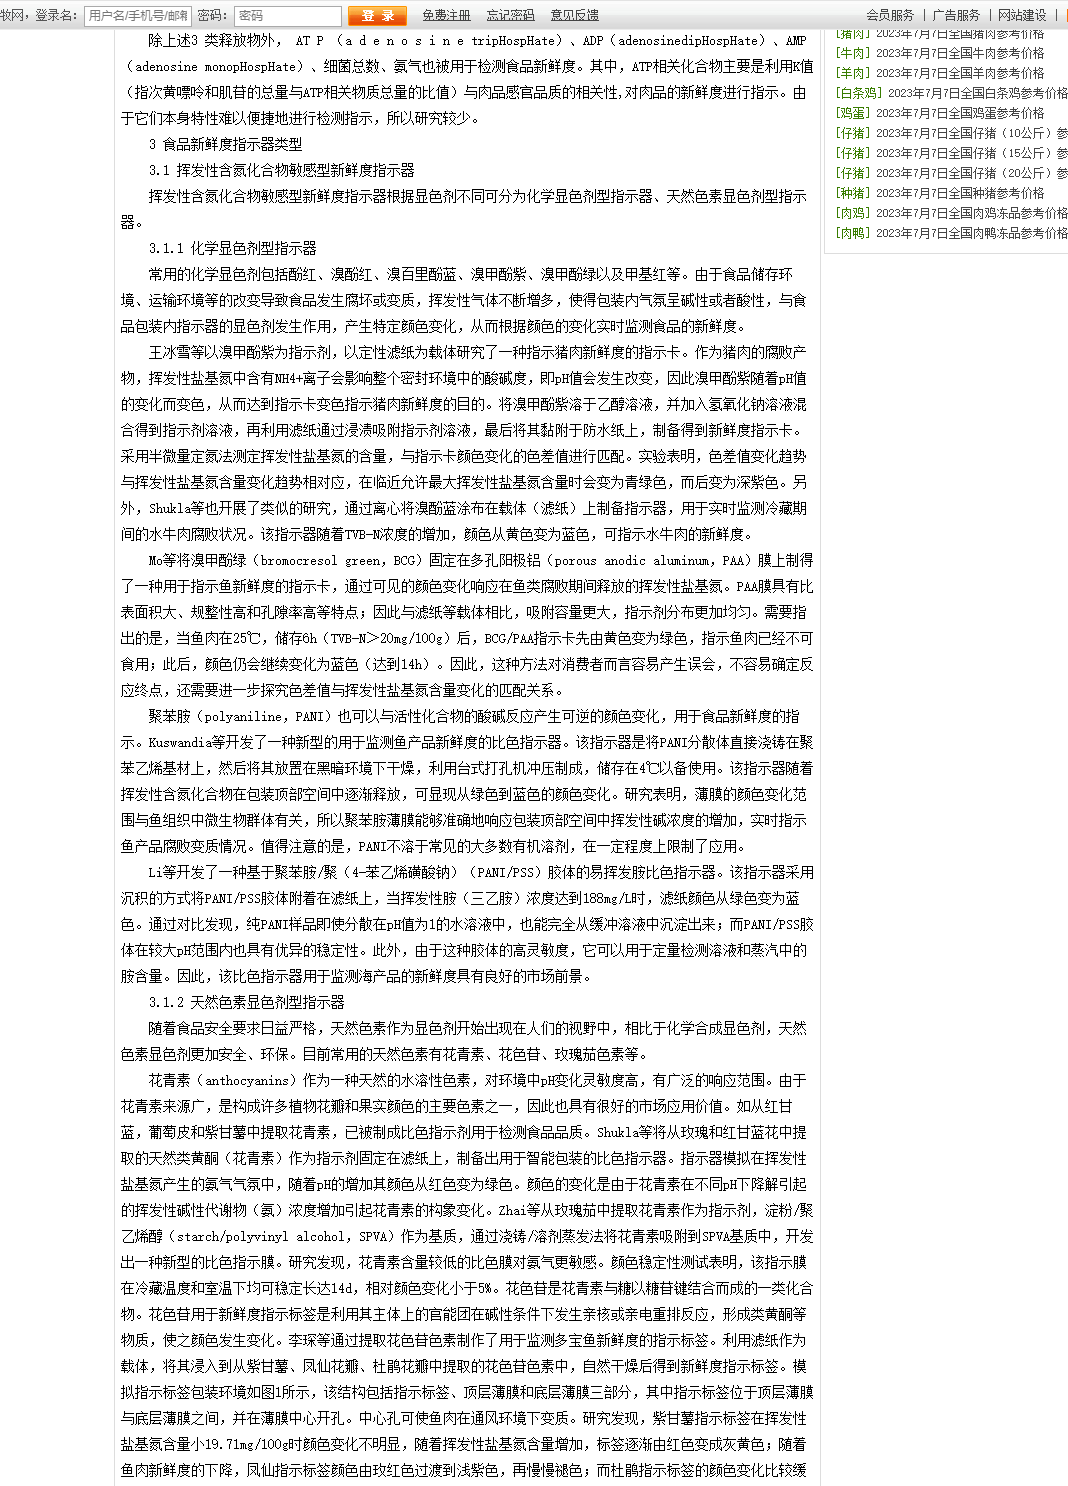 牧网，登录名：
用户名/手机号/邮箱
密码：
密码
登 录
免费注册
忘记密码
意见反馈
会员服务 | 广告服务 | 网站建设 |
除上述3 类释放物外， AT P （a d e n o s i n e tripHospHate）、ADP（adenosinedipHospHate）、AMP
（adenosine monopHospHate）、细菌总数、氨气也被用于检测食品新鲜度。其中，ATP相关化合物主要是利用K值
（指次黄嘌呤和肌苷的总量与ATP相关物质总量的比值）与肉品感官品质的相关性,对肉品的新鲜度进行指示。由
于它们本身特性难以便捷地进行检测指示，所以研究较少。
3 食品新鲜度指示器类型
3.1 挥发性含氮化合物敏感型新鲜度指示器
挥发性含氮化合物敏感型新鲜度指示器根据显色剂不同可分为化学显色剂型指示器、天然色素显色剂型指示
器。
3.1.1 化学显色剂型指示器
常用的化学显色剂包括酚红、溴酚红、溴百里酚蓝、溴甲酚紫、溴甲酚绿以及甲基红等。由于食品储存环
境、运输环境等的改变导致食品发生腐坏或变质，挥发性气体不断增多，使得包装内气氛呈碱性或者酸性，与食
品包装内指示器的显色剂发生作用，产生特定颜色变化，从而根据颜色的变化实时监测食品的新鲜度。
王冰雪等以溴甲酚紫为指示剂，以定性滤纸为载体研究了一种指示猪肉新鲜度的指示卡。作为猪肉的腐败产
物，挥发性盐基氮中含有NH4+离子会影响整个密封环境中的酸碱度，即pH值会发生改变，因此溴甲酚紫随着pH值
的变化而变色，从而达到指示卡变色指示猪肉新鲜度的目的。将溴甲酚紫溶于乙醇溶液，并加入氢氧化钠溶液混
合得到指示剂溶液，再利用滤纸通过浸渍吸附指示剂溶液，最后将其黏附于防水纸上，制备得到新鲜度指示卡。
采用半微量定氮法测定挥发性盐基氮的含量，与指示卡颜色变化的色差值进行匹配。实验表明，色差值变化趋势
与挥发性盐基氮含量变化趋势相对应，在临近允许最大挥发性盐基氮含量时会变为青绿色，而后变为深紫色。另
外，Shukla等也开展了类似的研究，通过离心将溴酚蓝涂布在载体（滤纸）上制备指示器，用于实时监测冷藏期
间的水牛肉腐败状况。该指示器随着TVB-N浓度的增加，颜色从黄色变为蓝色，可指示水牛肉的新鲜度。
Mo等将溴甲酚绿（bromocresol green，BCG）固定在多孔阳极铝（porous anodic aluminum，PAA）膜上制得
了一种用于指示鱼新鲜度的指示卡，通过可见的颜色变化响应在鱼类腐败期间释放的挥发性盐基氮。PAA膜具有比
表面积大、规整性高和孔隙率高等特点；因此与滤纸等载体相比，吸附容量更大，指示剂分布更加均匀。需要指
出的是，当鱼肉在25℃，储存6h（TVB-N＞20mg/100g）后，BCG/PAA指示卡先由黄色变为绿色，指示鱼肉已经不可
食用；此后，颜色仍会继续变化为蓝色（达到14h）。因此，这种方法对消费者而言容易产生误会，不容易确定反
应终点，还需要进一步探究色差值与挥发性盐基氮含量变化的匹配关系。
聚苯胺（polyaniline，PANI）也可以与活性化合物的酸碱反应产生可逆的颜色变化，用于食品新鲜度的指
示。Kuswandia等开发了一种新型的用于监测鱼产品新鲜度的比色指示器。该指示器是将PANI分散体直接浇铸在聚
苯乙烯基材上，然后将其放置在黑暗环境下干燥，利用台式打孔机冲压制成，储存在4℃以备使用。该指示器随着
挥发性含氮化合物在包装顶部空间中逐渐释放，可显现从绿色到蓝色的颜色变化。研究表明，薄膜的颜色变化范
围与鱼组织中微生物群体有关，所以聚苯胺薄膜能够准确地响应包装顶部空间中挥发性碱浓度的增加，实时指示
鱼产品腐败变质情况。值得注意的是，PANI不溶于常见的大多数有机溶剂，在一定程度上限制了应用。
Li等开发了一种基于聚苯胺/聚（4-苯乙烯磺酸钠）（PANI/PSS）胶体的易挥发胺比色指示器。该指示器采用
沉积的方式将PANI/PSS胶体附着在滤纸上，当挥发性胺（三乙胺）浓度达到188mg/L时，滤纸颜色从绿色变为蓝
色。通过对比发现，纯PANI样品即使分散在pH值为1的水溶液中，也能完全从缓冲溶液中沉淀出来；而PANI/PSS胶
体在较大pH范围内也具有优异的稳定性。此外，由于这种胶体的高灵敏度，它可以用于定量检测溶液和蒸汽中的
胺含量。因此，该比色指示器用于监测海产品的新鲜度具有良好的市场前景。
3.1.2 天然色素显色剂型指示器
随着食品安全要求日益严格，天然色素作为显色剂开始出现在人们的视野中，相比于化学合成显色剂，天然
色素显色剂更加安全、环保。目前常用的天然色素有花青素、花色苷、玫瑰茄色素等。
花青素（anthocyanins）作为一种天然的水溶性色素，对环境中pH变化灵敏度高，有广泛的响应范围。由于
花青素来源广，是构成许多植物花瓣和果实颜色的主要色素之一，因此也具有很好的市场应用价值。如从红甘
蓝，葡萄皮和紫甘薯中提取花青素，已被制成比色指示剂用于检测食品品质。Shukla等将从玫瑰和红甘蓝花中提
取的天然类黄酮（花青素）作为指示剂固定在滤纸上，制备出用于智能包装的比色指示器。指示器模拟在挥发性
盐基氮产生的氨气气氛中，随着pH的增加其颜色从红色变为绿色。颜色的变化是由于花青素在不同pH下降解引起
的挥发性碱性代谢物（氨）浓度增加引起花青素的构象变化。Zhai等从玫瑰茄中提取花青素作为指示剂，淀粉/聚
乙烯醇（starch/polyvinyl alcohol，SPVA）作为基质，通过浇铸/溶剂蒸发法将花青素吸附到SPVA基质中，开发
出一种新型的比色指示膜。研究发现，花青素含量较低的比色膜对氨气更敏感。颜色稳定性测试表明，该指示膜
在冷藏温度和室温下均可稳定长达14d，相对颜色变化小于5%。花色苷是花青素与糖以糖苷键结合而成的一类化合
物。花色苷用于新鲜度指示标签是利用其主体上的官能团在碱性条件下发生亲核或亲电重排反应，形成类黄酮等
物质，使之颜色发生变化。李琛等通过提取花色苷色素制作了用于监测多宝鱼新鲜度的指示标签。利用滤纸作为
载体，将其浸入到从紫甘薯、凤仙花瓣、杜鹃花瓣中提取的花色苷色素中，自然干燥后得到新鲜度指示标签。模
拟指示标签包装环境如图1所示，该结构包括指示标签、顶层薄膜和底层薄膜三部分，其中指示标签位于顶层薄膜
与底层薄膜之间，并在薄膜中心开孔。中心孔可使鱼肉在通风环境下变质。研究发现，紫甘薯指示标签在挥发性
盐基氮含量小19.71mg/100g时颜色变化不明显，随着挥发性盐基氮含量增加，标签逐渐由红色变成灰黄色；随着
鱼肉新鲜度的下降，凤仙指示标签颜色由玫红色过渡到浅紫色，再慢慢褪色；而杜鹃指示标签的颜色变化比较缓
[猪肉] 2023年7月7日全国猪肉参考价格
[牛肉] 2023年7月7日全国牛肉参考价格
[羊肉] 2023年7月7日全国羊肉参考价格
[白条鸡] 2023年7月7日全国白条鸡参考价格
[鸡蛋] 2023年7月7日全国鸡蛋参考价格
[仔猪] 2023年7月7日全国仔猪（10公斤）参
[仔猪] 2023年7月7日全国仔猪（15公斤）参
[仔猪] 2023年7月7日全国仔猪（20公斤）参
[种猪] 2023年7月7日全国种猪参考价格
[肉鸡] 2023年7月7日全国肉鸡冻品参考价格
[肉鸭] 2023年7月7日全国肉鸭冻品参考价格